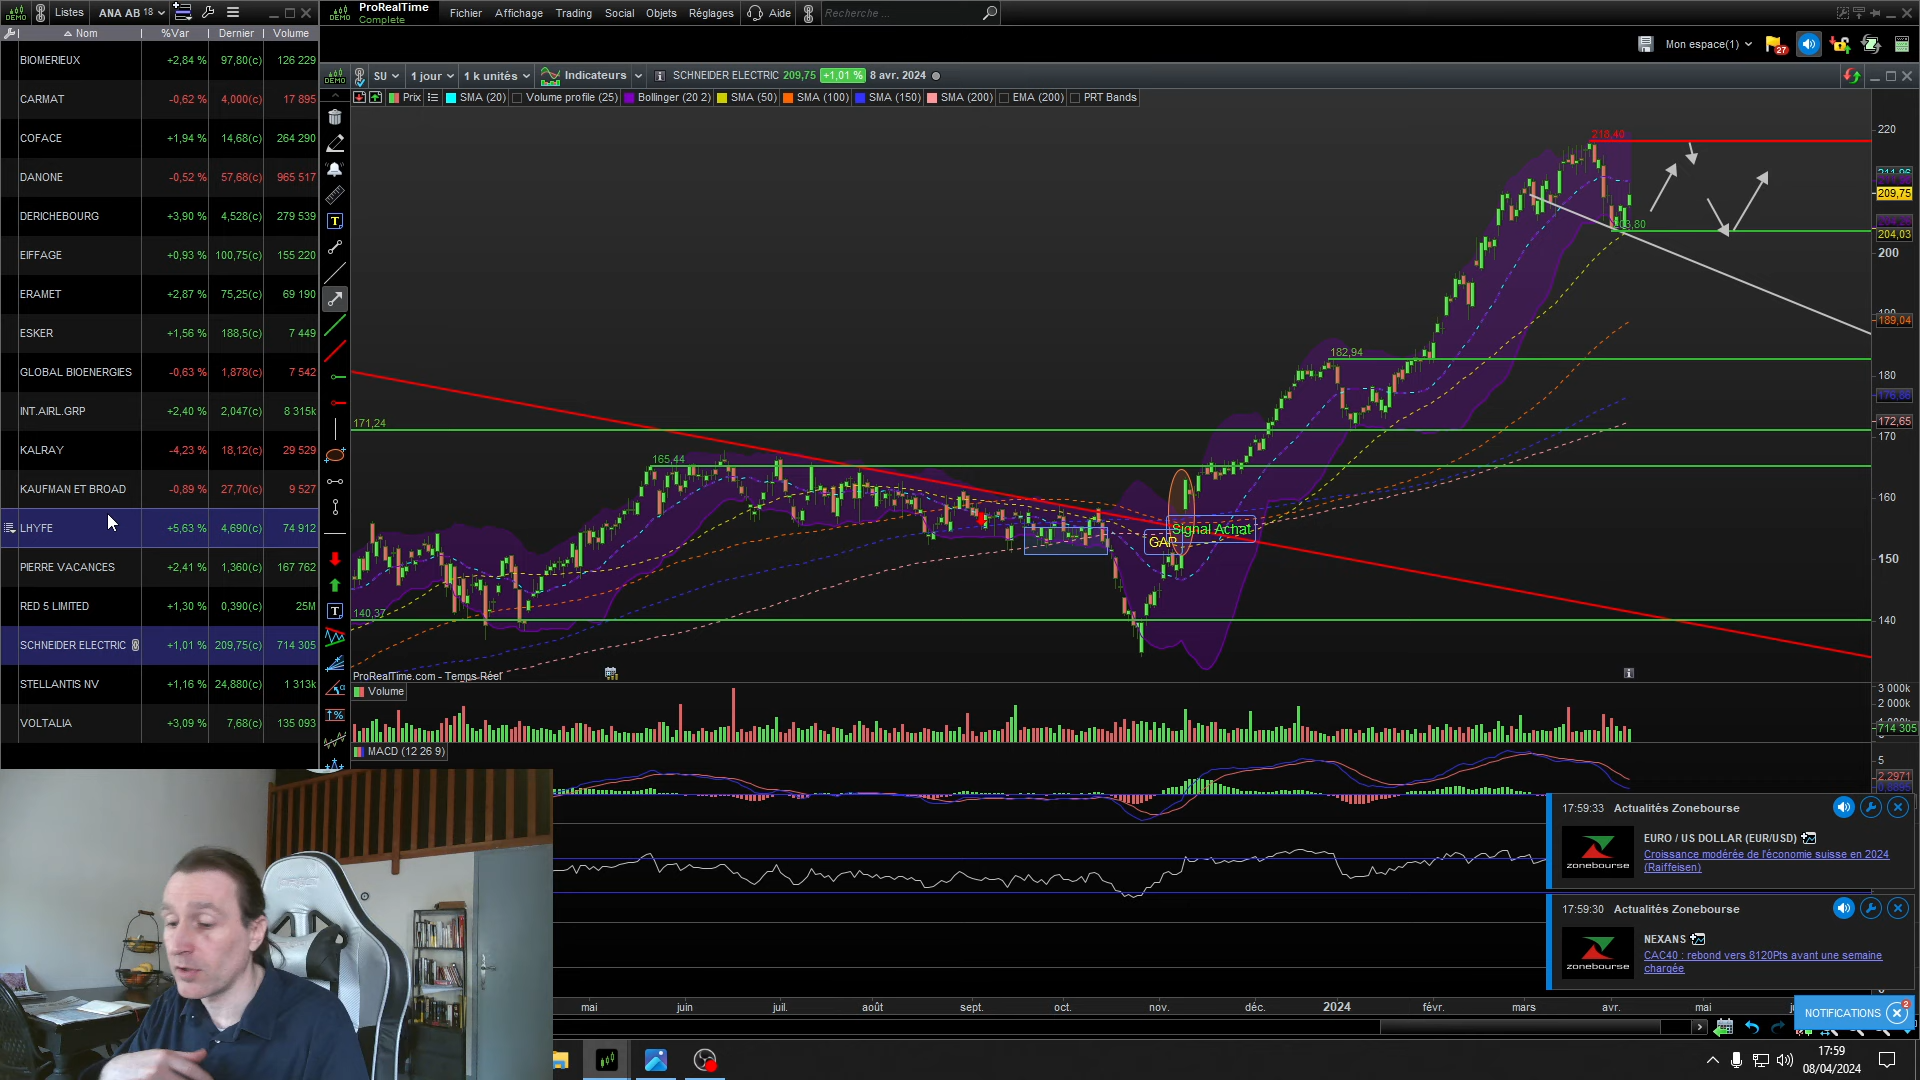 Listes ANA AB 18
Nom %Var Dernier Volume
BIOMERIEUX +2,84 % 97,80(c) 126 229
CARMAT -0,62 % 4,000(c) 17 895
COFACE +1,94 % 14,68(c) 264 290
DANONE -0,52 % 57,68(c) 965 517
DERICHEBOURG +3,90 % 4,528(c) 279 539
EIFFAGE +0,93 % 100,75(c) 155 220
ERAMET +2,87 % 75,25(c) 69 190
ESKER +1,56 % 188,5(c) 7 449
GLOBAL BIOENERGIES -0,63 % 1,878(c) 7 542
INT.AIRL.GRP +2,40 % 2,047(c) 8 315k
KALRAY -4,23 % 18,12(c) 29 529
KAUFMAN ET BROAD -0,89 % 27,70(c) 9 527
LHYFE +5,63 % 4,690(c) 74 912
PIERRE VACANCES +2,41 % 1,360(c) 167 762
RED 5 LIMITED +1,30 % 0,390(c) 25M
SCHNEIDER ELECTRIC +1,01 % 209,75(c) 714 305
STELLANTIS NV +1,16 % 24,880(c) 1 313k
VOLTALIA +3,09 % 7,68(c) 135 093
DEMO
ProRealTime
Complete
Fichier Affichage Trading Social Objets Réglages Aide Recherche ...
Mon espace(1) 27
DEMO SU 1 jour 1 k unités Indicateurs SCHNEIDER ELECTRIC 209,75 +1,01 % 8 avr. 2024
Prix SMA (20) Volume profile (25) Bollinger (20 2) SMA (50) SMA (100) SMA (150) SMA (200) EMA (200) PRT Bands
218,40
203,80
182,94
171,24
165,44
Signal Achat
GAP
140,37
220
209,75
204,03
200
189,04
180
176,86
172,65
170
160
150
140
ProRealTime.com - Temps Réel
Volume
3 000k
2 000k
714 305
MACD (12 26 9)
5
2,2971
17:59:33 Actualités Zonebourse
zonebourse
EURO / US DOLLAR (EUR/USD)
Croissance modérée de l'économie suisse en 2024
(Raiffeisen)
17:59:30 Actualités Zonebourse
zonebourse
NEXANS
CAC40 : rebond vers 8120Pts avant une semaine
chargée
mai juin juil. août sept. oct. nov. déc. 2024 févr. mars avr. mai
NOTIFICATIONS 2
17:59
08/04/2024